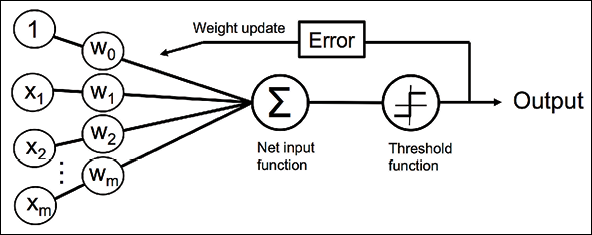 1
w0
Weight update
Error
x1
w1
Σ
Output
x2
w2
Net input
function
Threshold
function
wm
xm